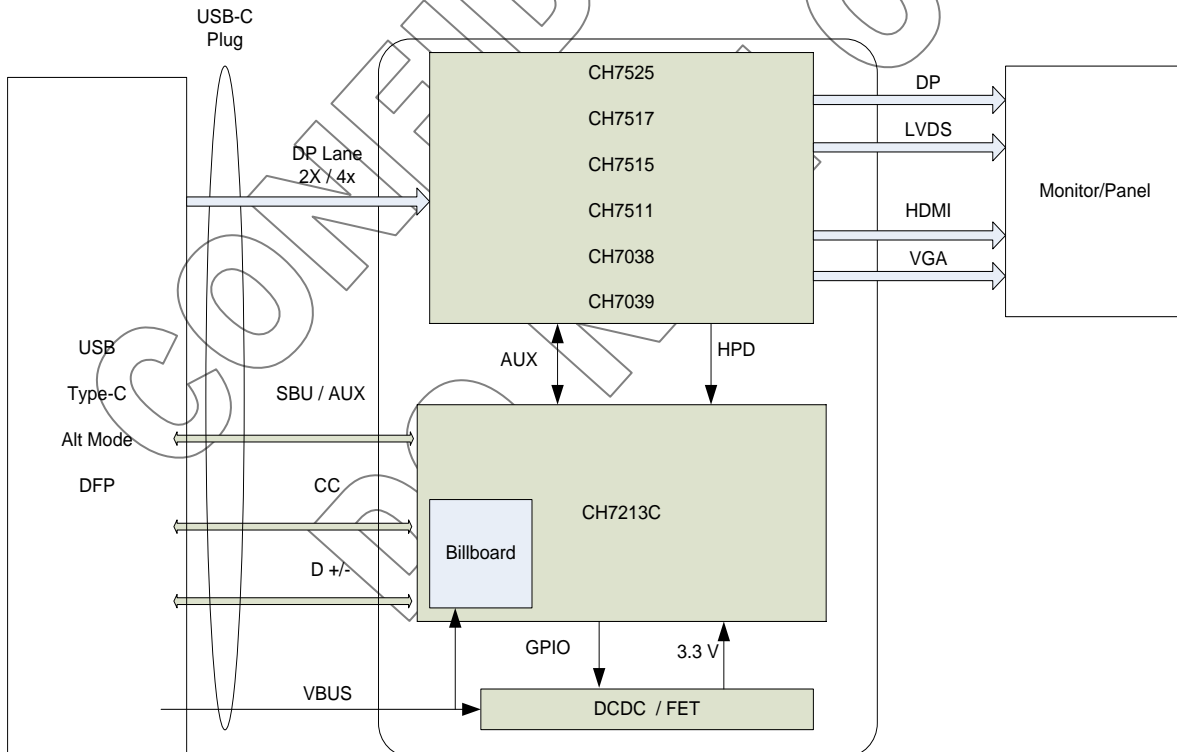 USB-C
Plug
CH7525
CH7517
CH7515
CH7511
CH7038
CH7039
DP
LVDS
HDMI
VGA
Monitor/Panel
DP Lane
2X / 4x
AUX
HPD
USB
Type-C
Alt Mode
DFP
SBU / AUX
CC
D +/-
CH7213C
Billboard
GPIO
3.3 V
VBUS
DCDC / FET